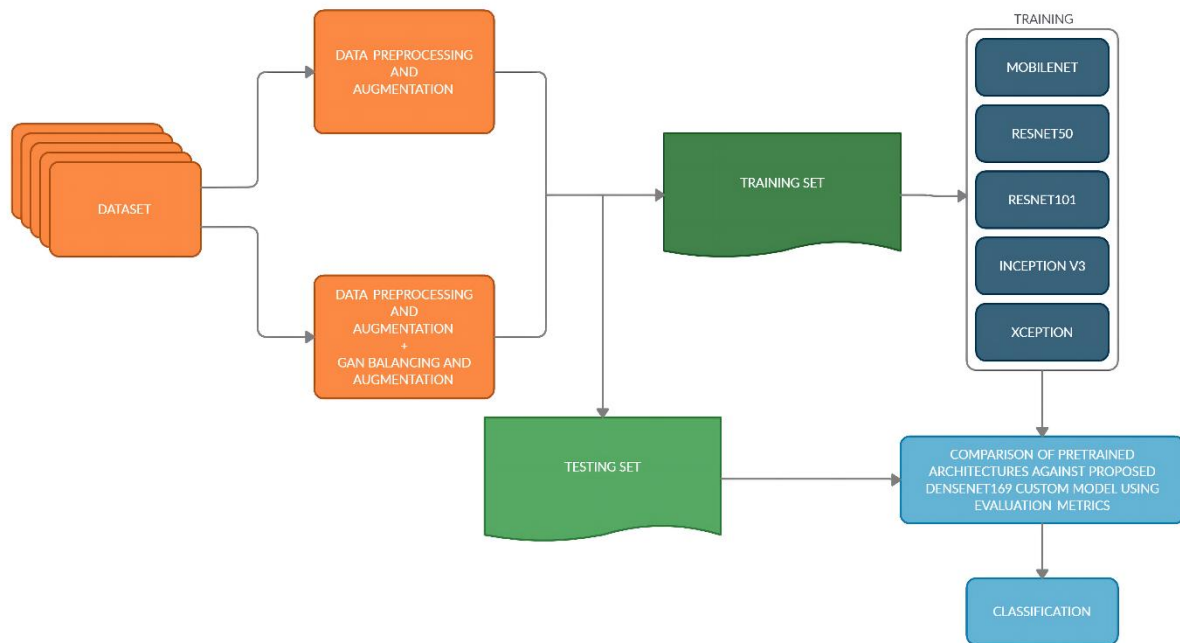 TRAINING
DATA PREPROCESSING
AND
AUGMENTATION
MOBILENET
RESNET50
TRAINING SET
RESNET101
DATASET
INCEPTION V3
DATA PREPROCESSING
AND
AUGMENTATION
+
GAN BALANCING AND
AUGMENTATION
XCEPTION
TESTING SET
COMPARISON OF PRETRAINED
ARCHITECTURES AGAINST PROPOSED
DENSENET169 CUSTOM MODEL USING
EVALUATION METRICS
CLASSIFICATION